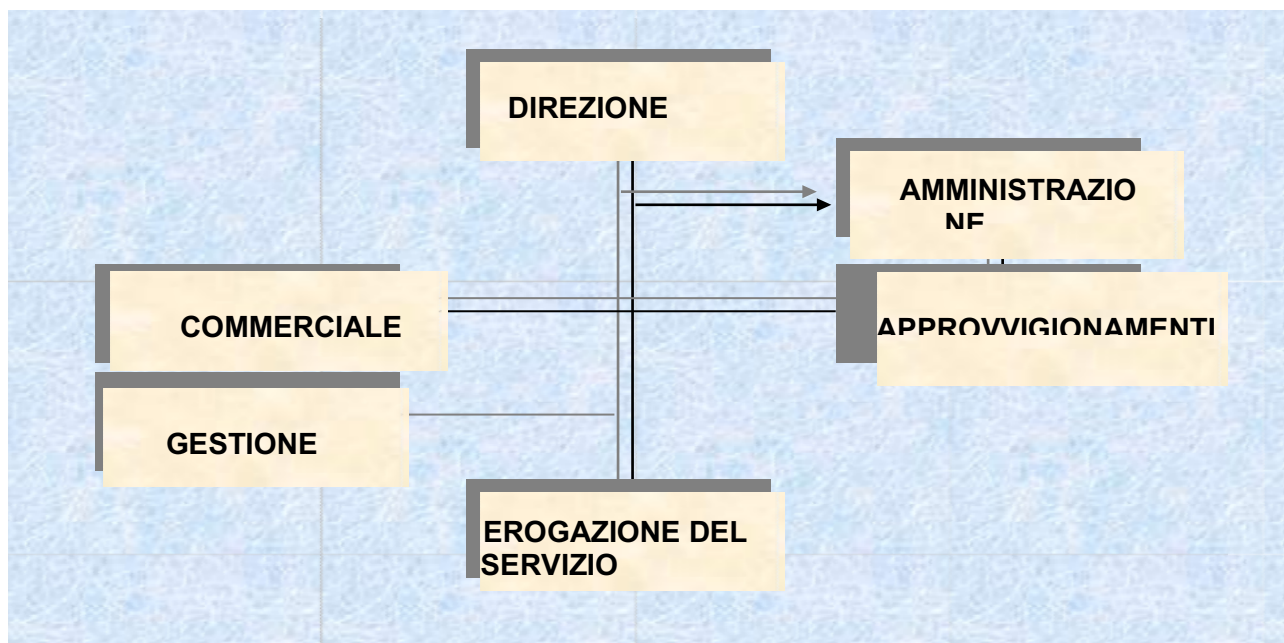 DIREZIONE
AMMINISTRAZIO
NE
COMMERCIALE
APPROVVIGIONAMENTI
GESTIONE
EROGAZIONE DEL
SERVIZIO